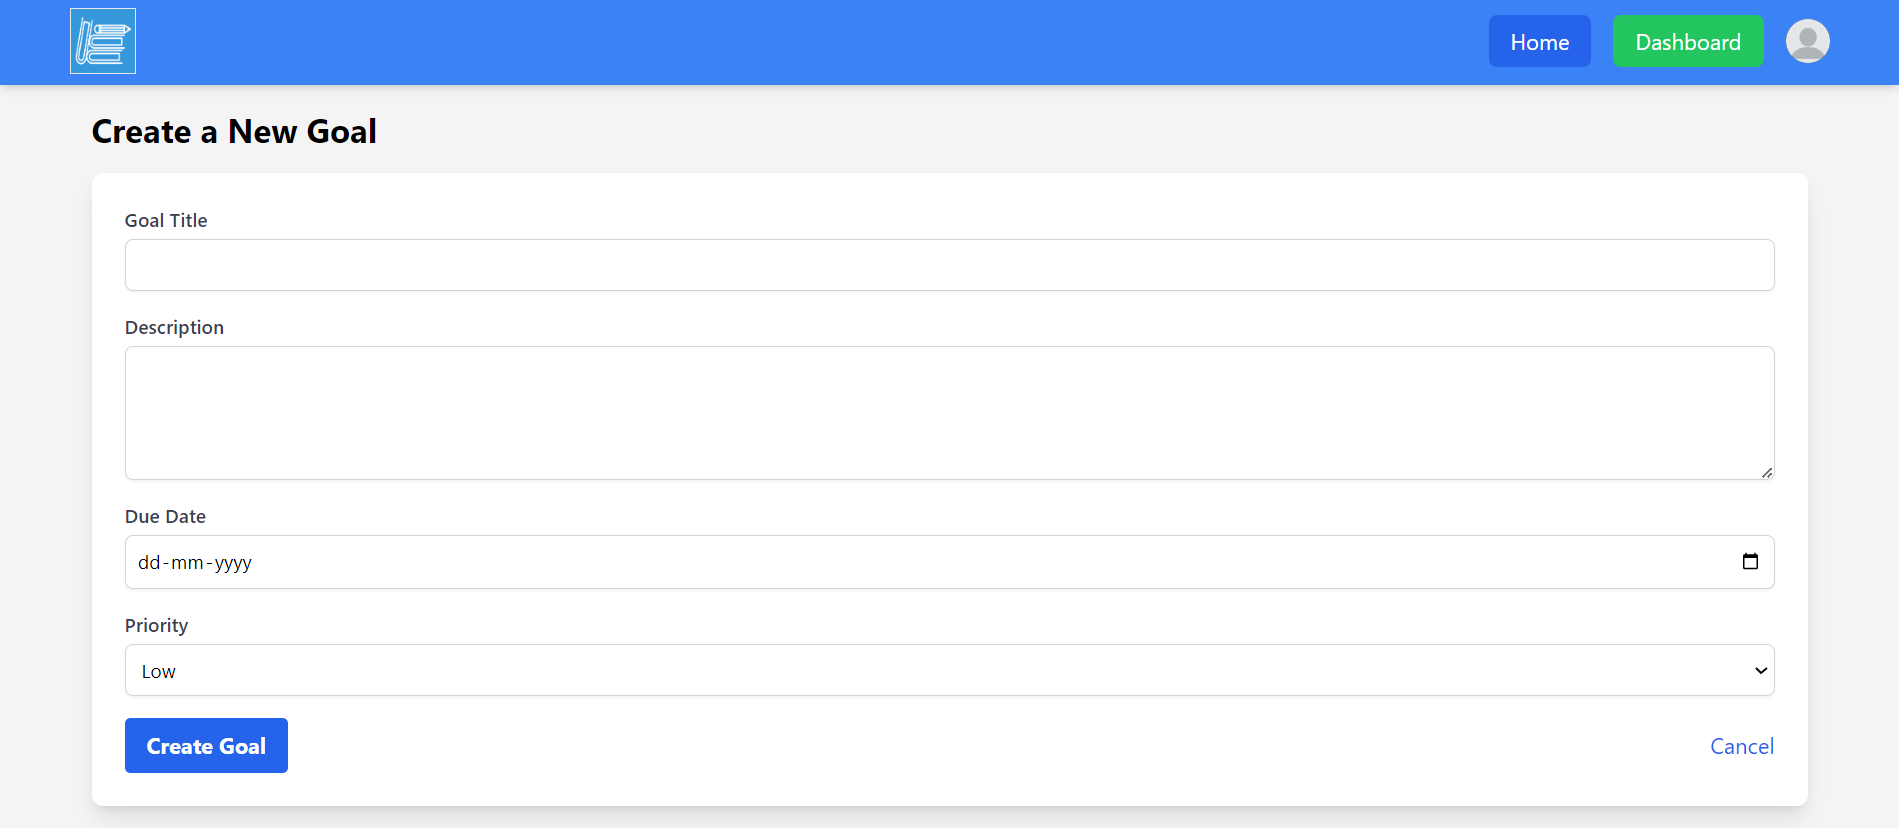 Home
Dashboard
Create a New Goal
Goal Title
Description
Due Date
dd-mm-yyyy
Priority
Low
Create Goal
Cancel